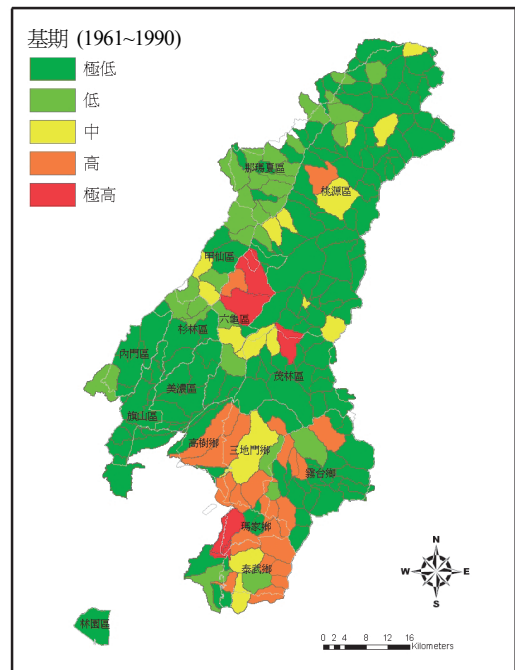 基期 (1961~1990)
極低
低
中
高
極高
那瑪夏區
桃源區
甲仙區
六龜區
杉林區
內門區
茂林區
美濃區
旗山區
高樹鄉
三地門鄉
霧台鄉
瑪家鄉
泰武鄉
林園區
N
W E
S
0 2 4 8 12 16
Kilometers